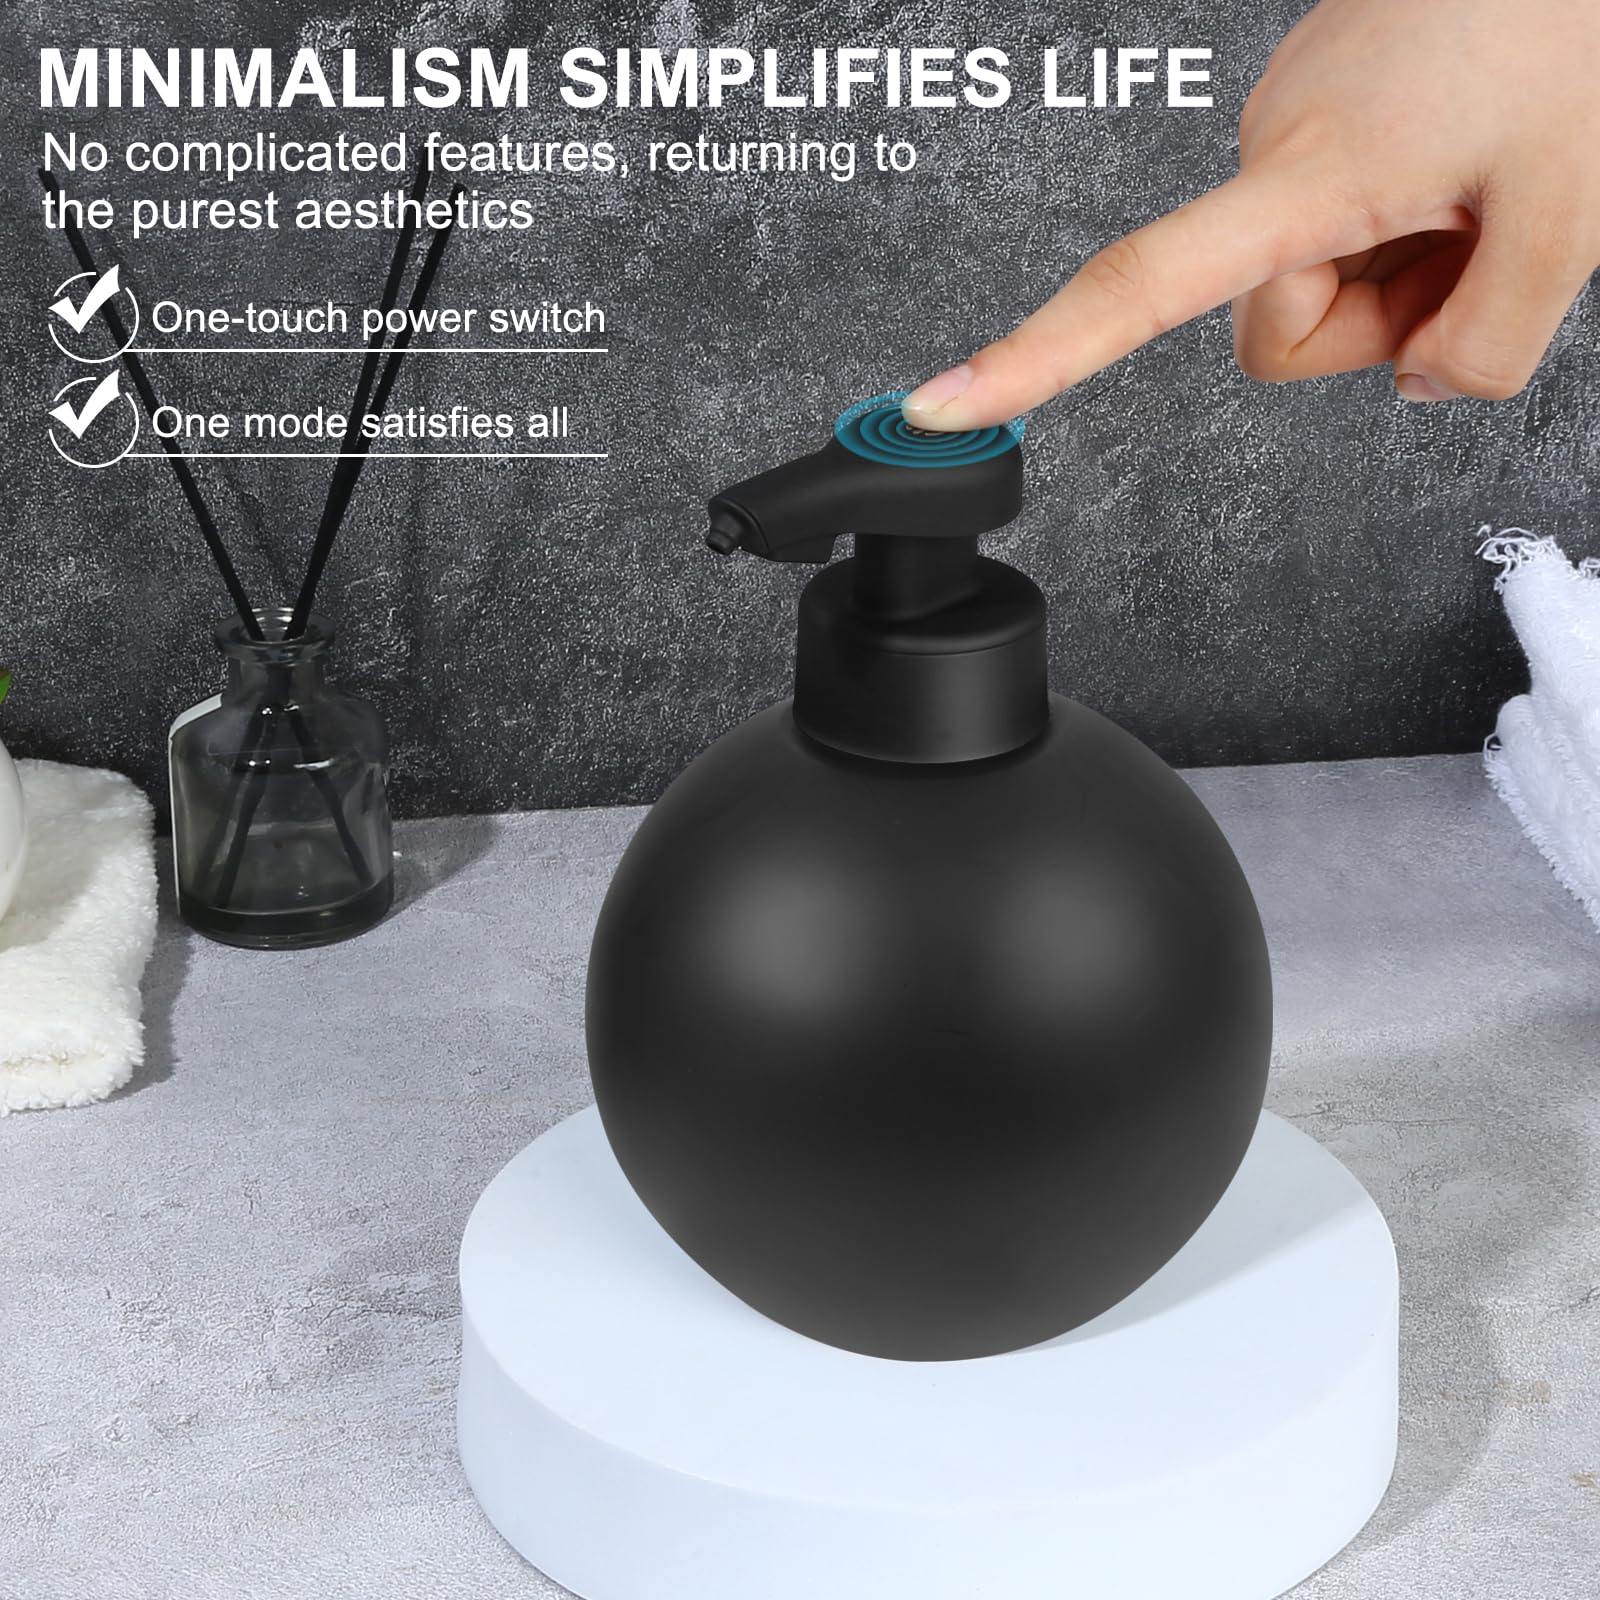 MINIMALISM SIMPLIFIES LIFE
No complicated features, returning to
the purest aesthetics
One-touch power switch
One mode satisfies all